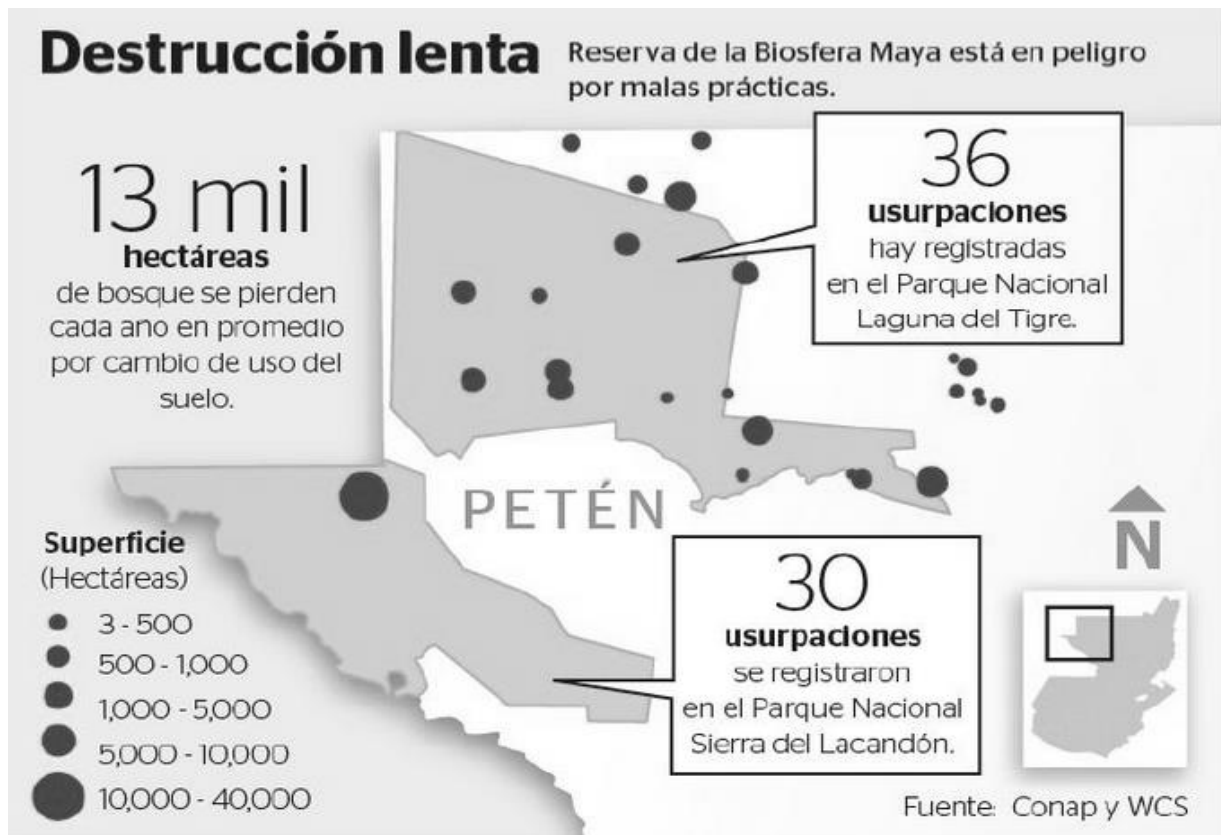 Destrucción lenta
Reserva de la Biosfera Maya está en peligro
por malas prácticas.
13 mil
hectáreas
de bosque se pierden
cada año en promedio
por cambio de uso del
suelo.
36
usurpaciones
hay registradas
en el Parque Nacional
Laguna del Tigre.
PETÉN
Superficie
(Hectáreas)
3 - 500
500 - 1,000
1,000 - 5,000
5,000 - 10,000
10,000 - 40,000
30
usurpaciones
se registraron
en el Parque Nacional
Sierra del Lacandón.
N
Fuente: Conap y WCS